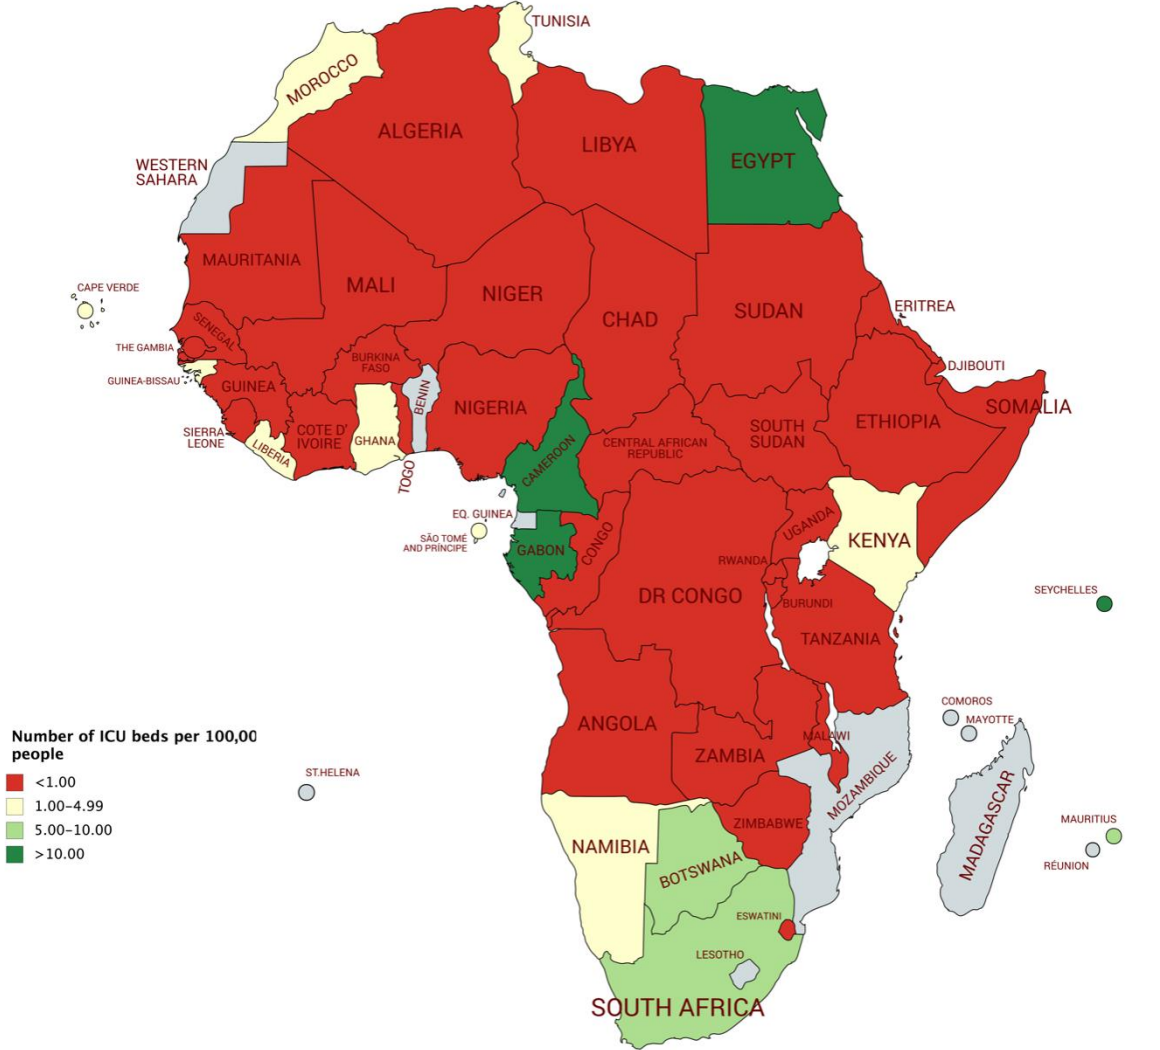 TUNISIA
MOROCCO
ALGERIA
LIBYA
EGYPT
WESTERN
SAHARA
MAURITANIA
MALI
NIGER
CHAD
SUDAN
ERITREA
CAPE VERDE
SENEGAL
THE GAMBIA
GUINEA-BISSAU
GUINEA
BURKINA
FASO
BENIN
NIGERIA
DJIBOUTI
SOMALIA
ETHIOPIA
SOUTH
SUDAN
SIERRA
LEONE
LIBERIA
COTE D'
IVOIRE
GHANA
TOGO
CAMEROON
CENTRAL AFRICAN
REPUBLIC
EQ. GUINEA
SÃO TOMÉ
AND PRÍNCIPE
GABON
CONGO
UGANDA
KENYA
RWANDA
DR CONGO
BURUNDI
TANZANIA
SEYCHELLES
COMOROS
MAYOTTE
ANGOLA
ZAMBIA
MALAWI
MOZAMBIQUE
MADAGASCAR
MAURITIUS
RÉUNION
ST.HELENA
ZIMBABWE
NAMIBIA
BOTSWANA
ESWATINI
LESOTHO
SOUTH AFRICA
Number of ICU beds per 100,00
people
<1.00
1.00–4.99
5.00–10.00
>10.00